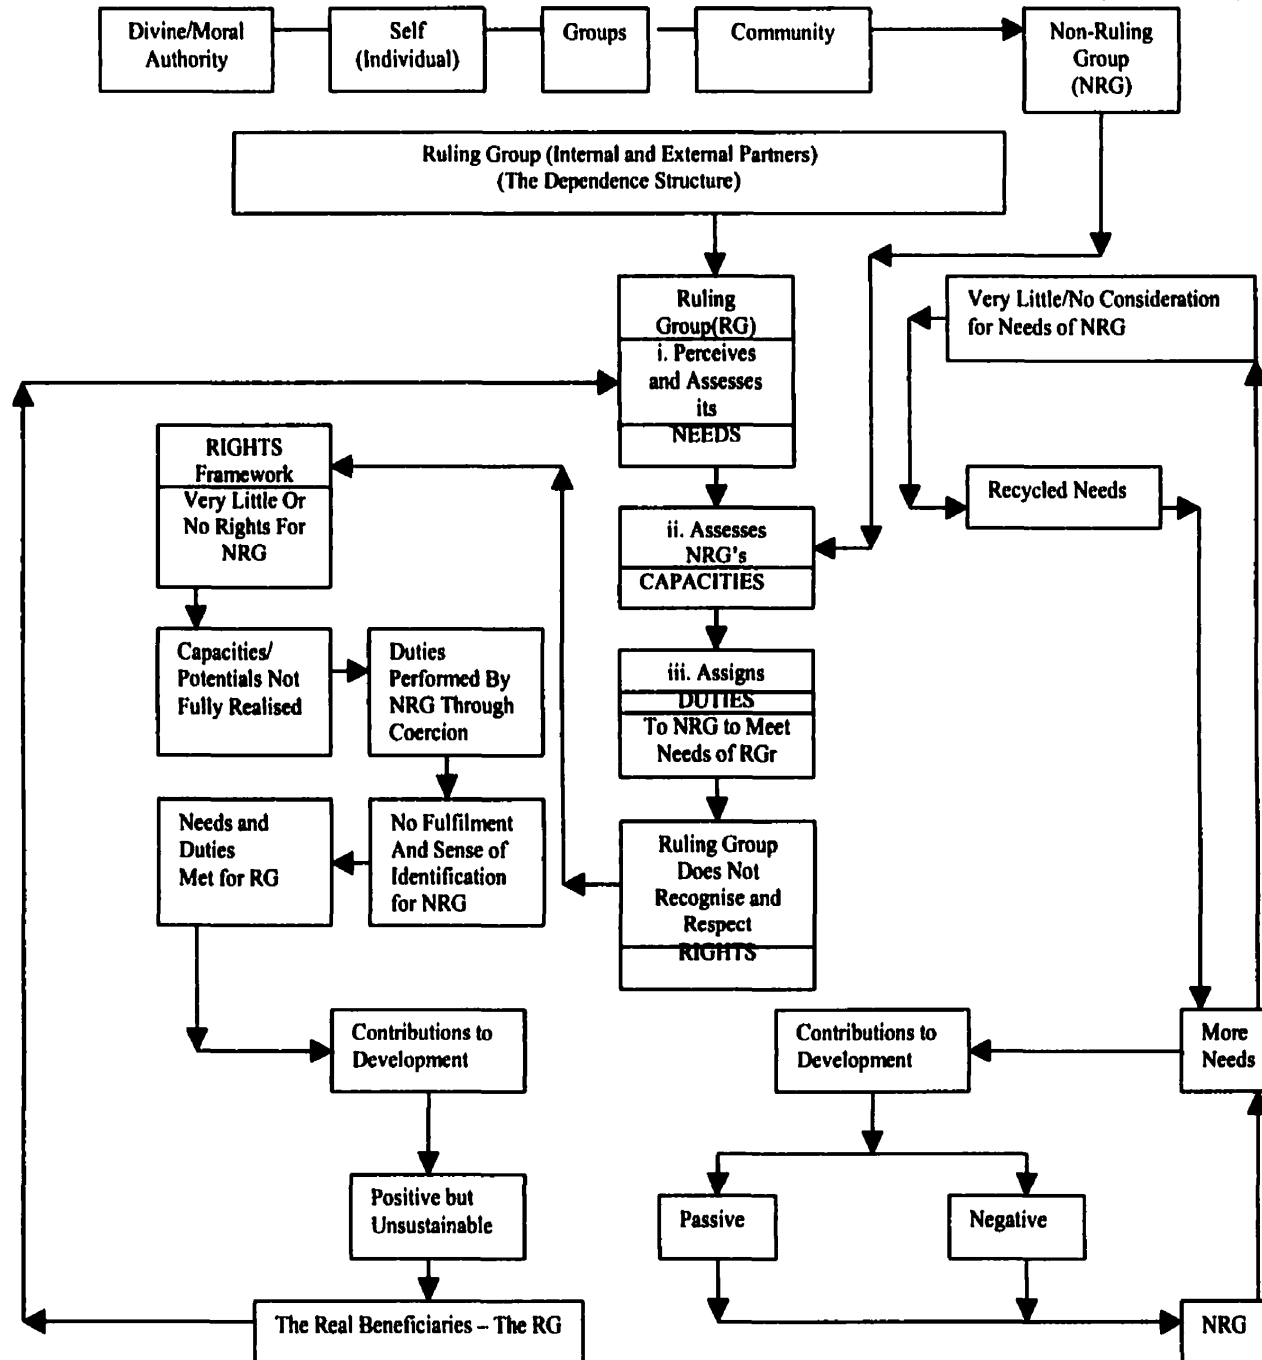 Divine/Moral
Authority
Self
(Individual)
Groups
Community
Non-Ruling
Group
(NRG)
Ruling Group (Internal and External Partners)
(The Dependence Structure)
Ruling
Group(RG)
i. Perceives
and Assesses
its
NEEDS
Very Little/No Consideration
for Needs of NRG
RIGHTS
Framework
Very Little Or
No Rights For
NRG
Recycled Needs
ii. Assesses
NRG's
CAPACITIES
Capacities/
Potentials Not
Fully Realised
Duties
Performed By
NRG Through
Coercion
iii. Assigns
DUTIES
To NRG to Meet
Needs of RGr
Needs and
Duties
Met for RG
No Fulfilment
And Sense of
Identification
for NRG
Ruling Group
Does Not
Recognise and
Respect
RIGHTS
Contributions to
Development
Contributions to
Development
More
Needs
Positive but
Unsustainable
Passive
Negative
The Real Beneficiaries – The RG
NRG